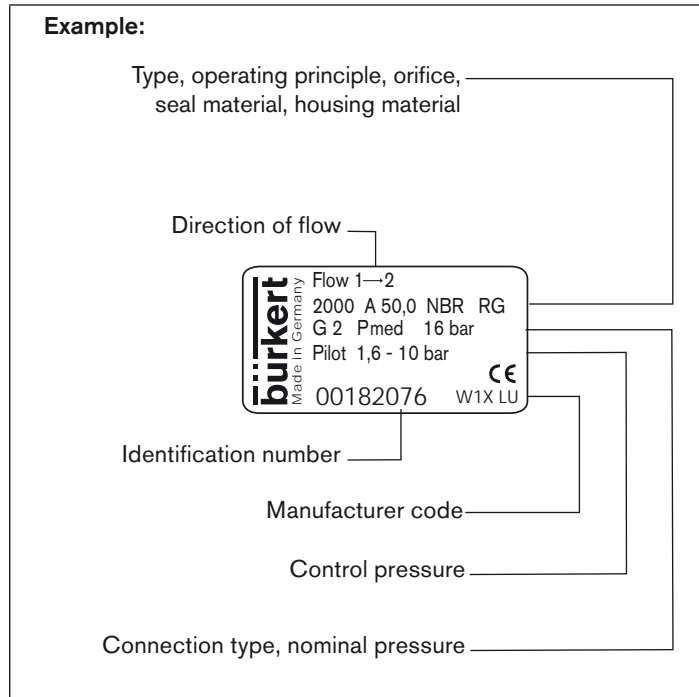 Example:
Type, operating principle, orifice,
seal material, housing material
Direction of flow
bürkert
Made in Germany
Flow 1→2
2000 A 50,0 NBR RG
G 2 Pmed 16 bar
Pilot 1,6 - 10 bar
CE
00182076 W1X LU
Identification number
Manufacturer code
Control pressure
Connection type, nominal pressure